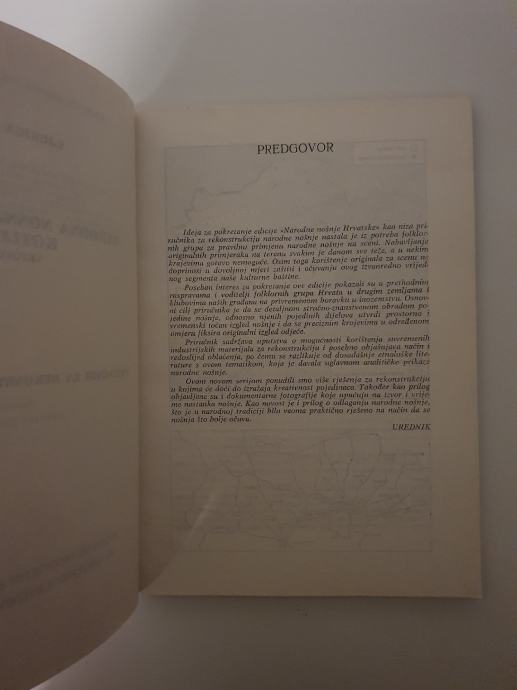 PREDGOVOR
Ideja za pokretanje edicije »Narodne nošnje Hrvatske« kao niza pri-
ručnika za rekonstrukciju narodne nošnje nastala je iz potreba folklor-
nih grupa za pravilnu primjenu narodne nošnje na sceni. Nabavljanje
originalnih primjeraka na terenu svakim je danom sve teže, a u nekim
krajevima gotovo nemoguće. Osim toga korištenje originala za scenu ne
doprinosi u dovoljnoj mjeri zaštiti i očuvanju ovog izvanredno vrijed-
nog segmenta naše kulturne baštine.
Poseban interes za pokretanje ove edicije pokazali su u prethodnim
raspravama i voditelji folklornih grupa Hrvata u drugim zemljama i
klubovima naših građana na privremenom boravku u inozemstvu. Osnov-
ni cilj priručnika je da se detaljnom stručno-znanstvenom obradom po-
jedine nošnje, odnosno njenih pojedinih dijelova utvrdi prostorno i
vremenski točan izgled nošnje i da se preciznim krojevima u određenom
omjeru fiksira originalni izgled odjeće.
Priručnik sadržava uputstva o mogućnosti korištenja suvremenih
industrijskih materijala za rekonstrukciju i posebno objašnjava način i
redoslijed oblačenja, po čemu se razlikuje od dosadašnje etnološke lite-
rature s ovom tematikom, koja je davala uglavnom analitičke prikaze
narodne nošnje.
Ovom novom serijom ponudili smo više rješenja za rekonstrukciju
u kojima će doći do izražaja kreativnost pojedinaca. Također kao prilog
objavljene su i dokumentarne fotografije koje upućuju na izvor i vrije-
me nastanka nošnje. Kao novost je i prilog o odlaganju narodne nošnje,
što je u narodnoj tradiciji bilo veoma praktično rješeno na način da se
nošnja što bolje očuva.
UREDNIK